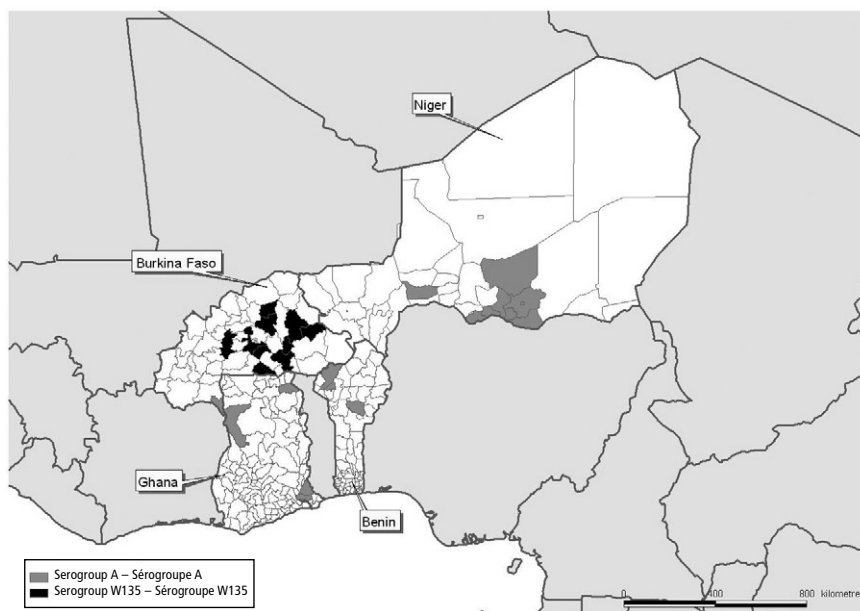 Niger
Burkina Faso
Ghana
Benin
Serogroup A – Sérogroupe A
Serogroup W135 – Sérogroupe W135
0 400 800 kilometre